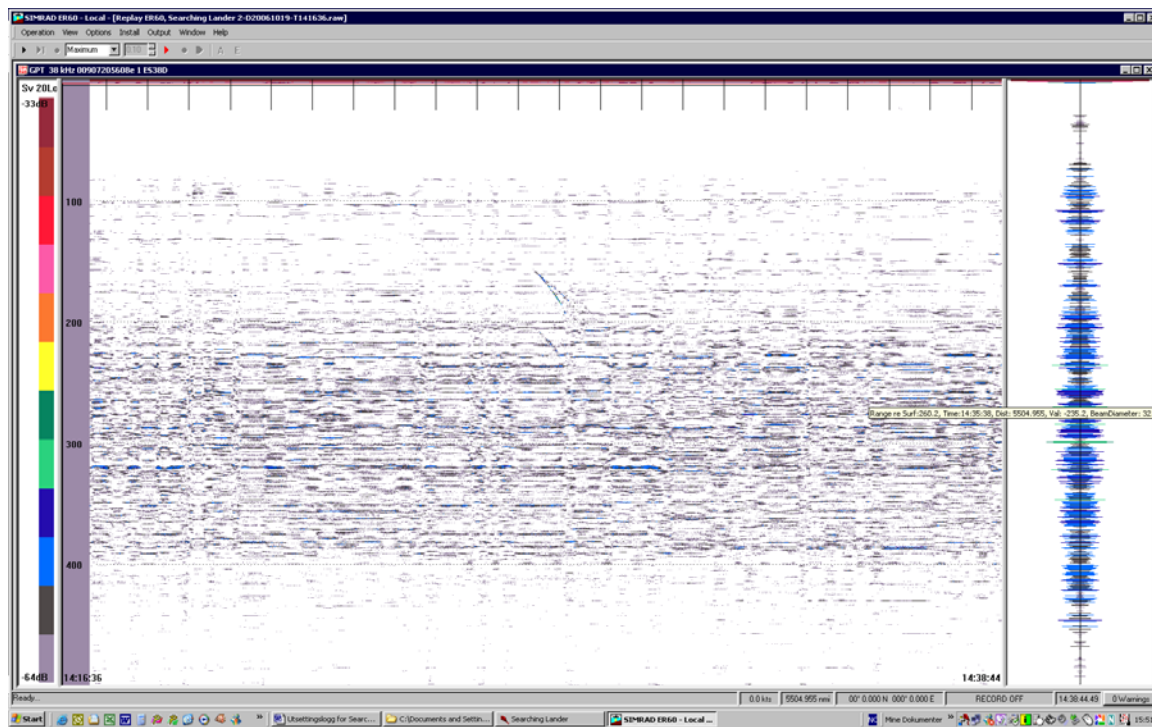 SIMRAD ER60 - Local - [Replay ER60, Searching Lander 2-D20061019-T141636.raw]
Operation View Options Install Output Window Help
Maximum
A E
GPT 38 kHz 00907205608e 1 ES38D
Sv 20Lo
-33dB
100
200
Range re Surf:260.2, Time:14:35:38, Dist: 5504.955, Val: -235.2, BeamDiameter: 32
300
400
-64dB
14:16:36
14:38:44
Ready...
0.0 kts
5504.955 nmi
00° 0.000 N 000° 0.000 E
RECORD OFF
14:38:44.49
0 Warnings
Start
Utsettingslogg for Searc...
C:\Documents and Settin...
Searching Lander
SIMRAD ER60 - Local ...
Mine Dokumenter